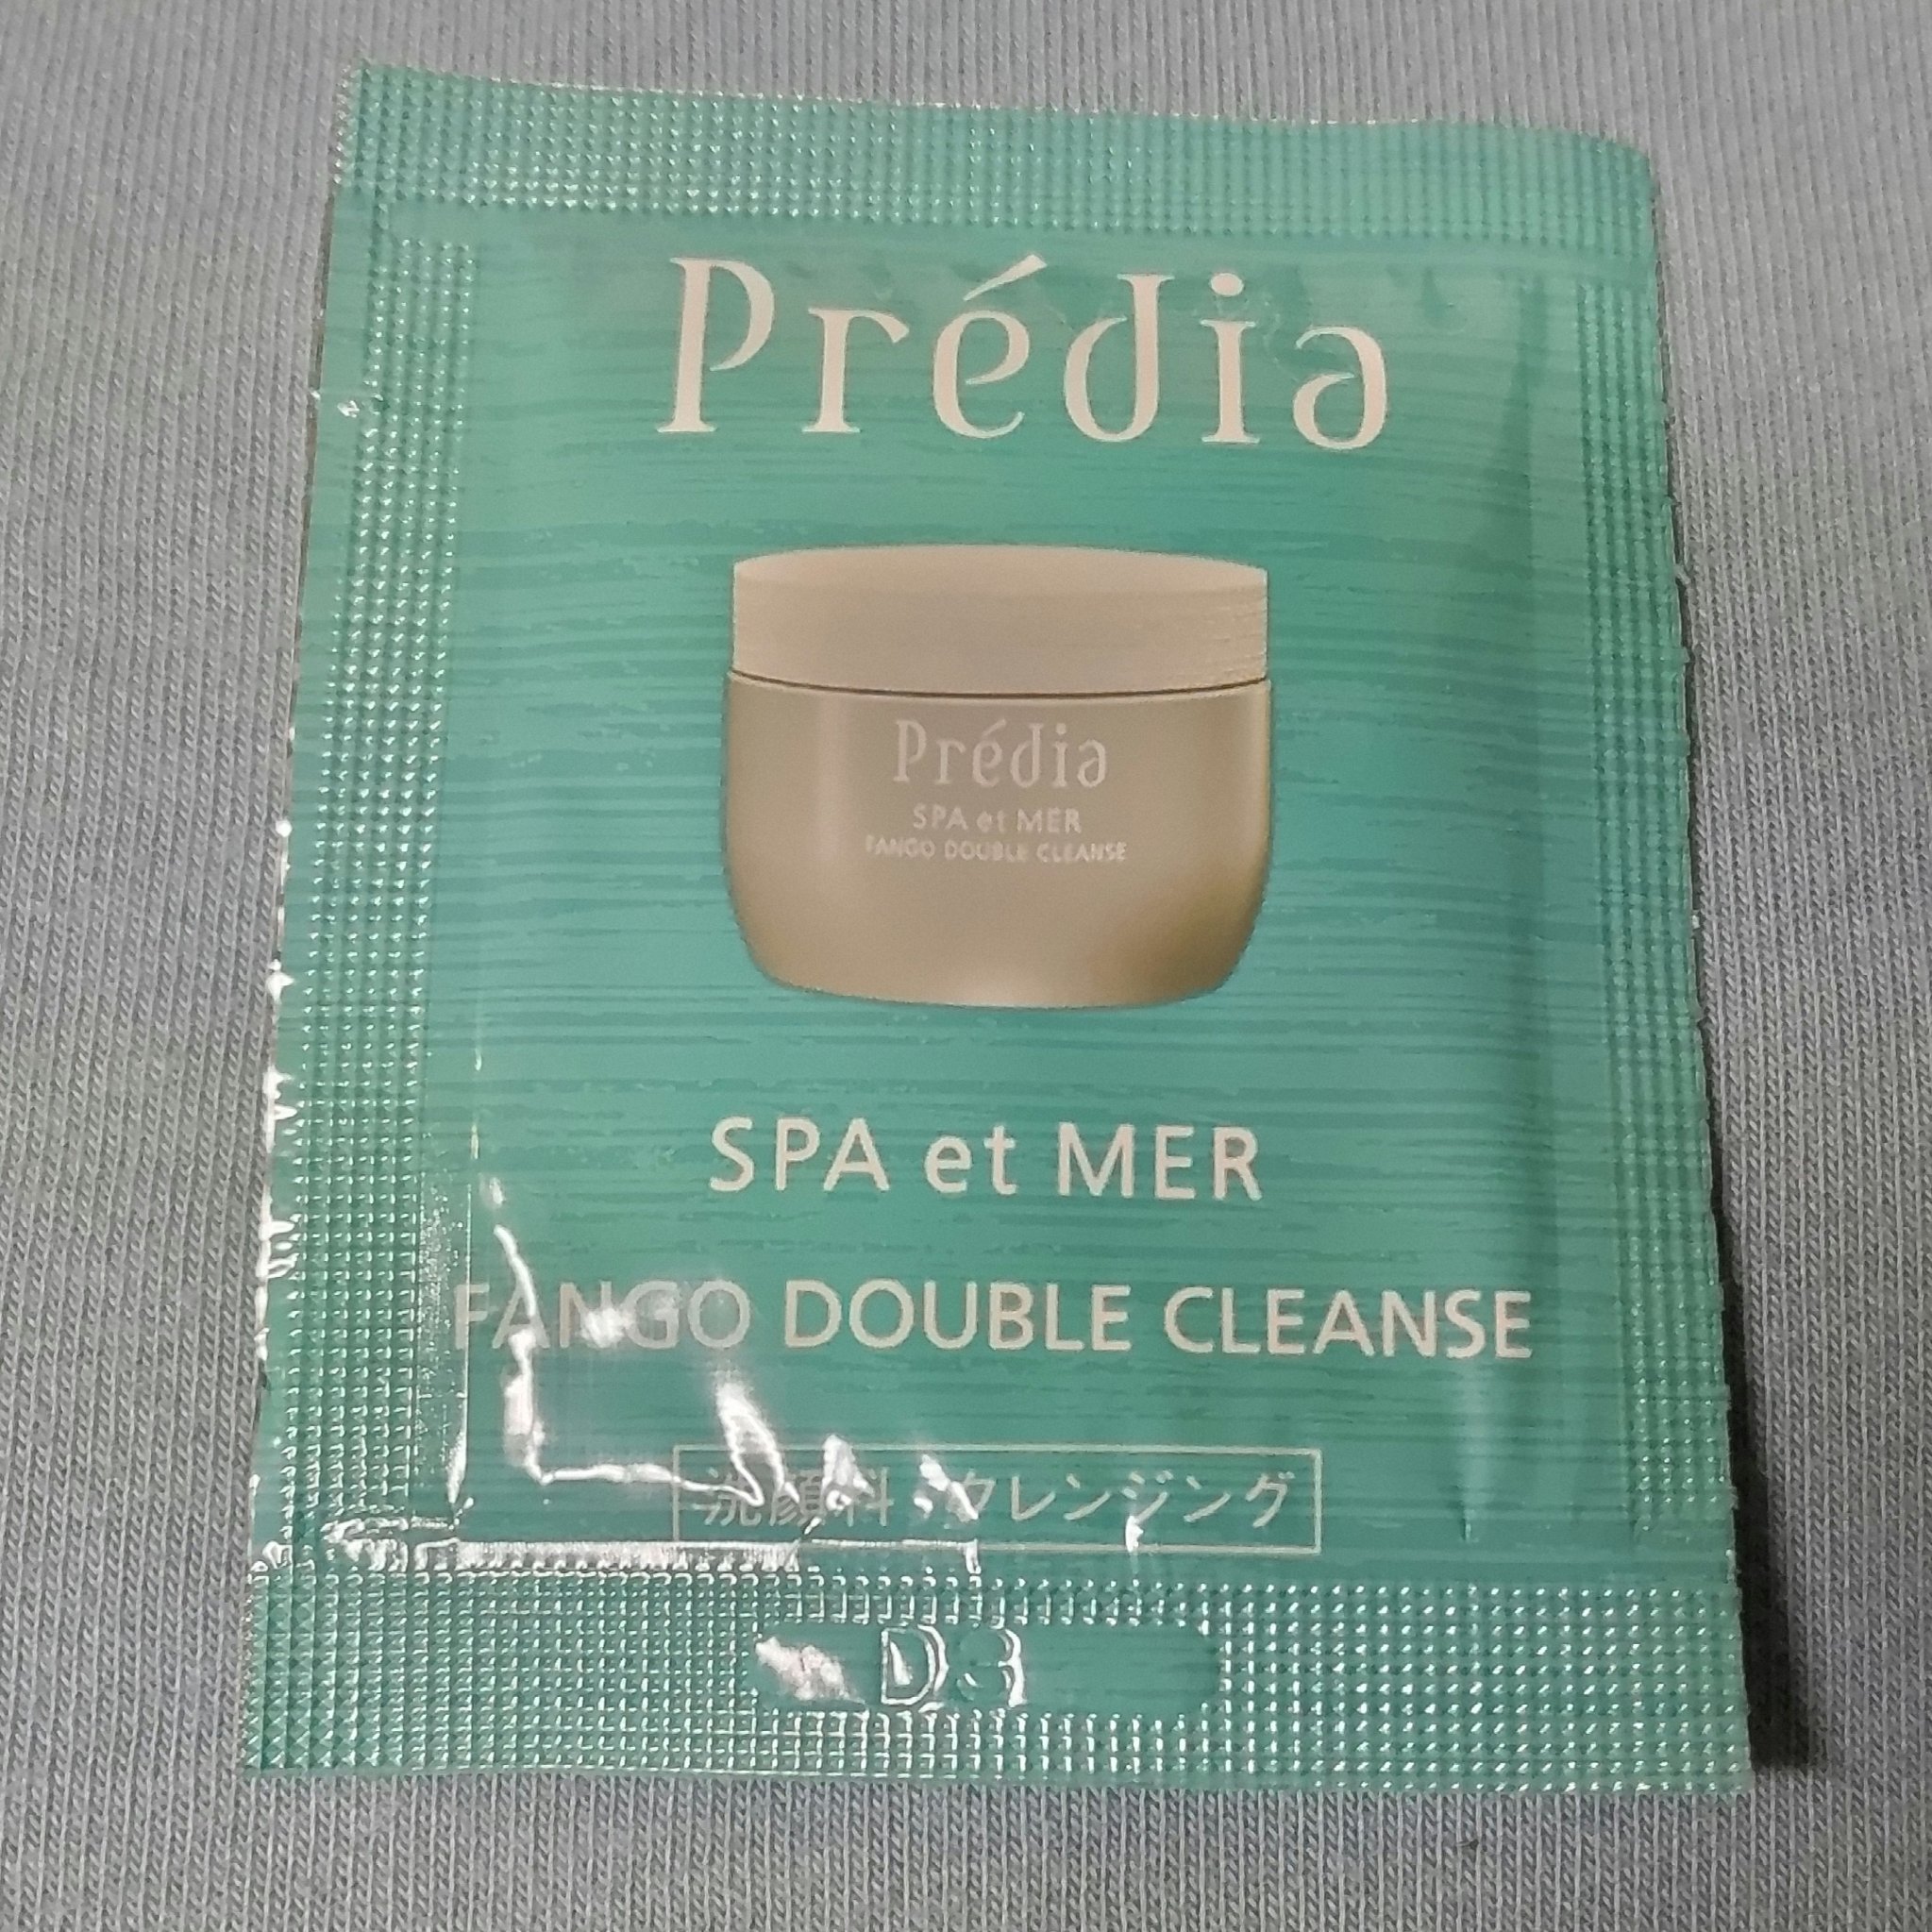 Prédia
Prédia
SPA et MER
FANGO DOUBLE CLEANSE
SPA et MER
FANGO DOUBLE CLEANSE
洗顔料・クレンジング